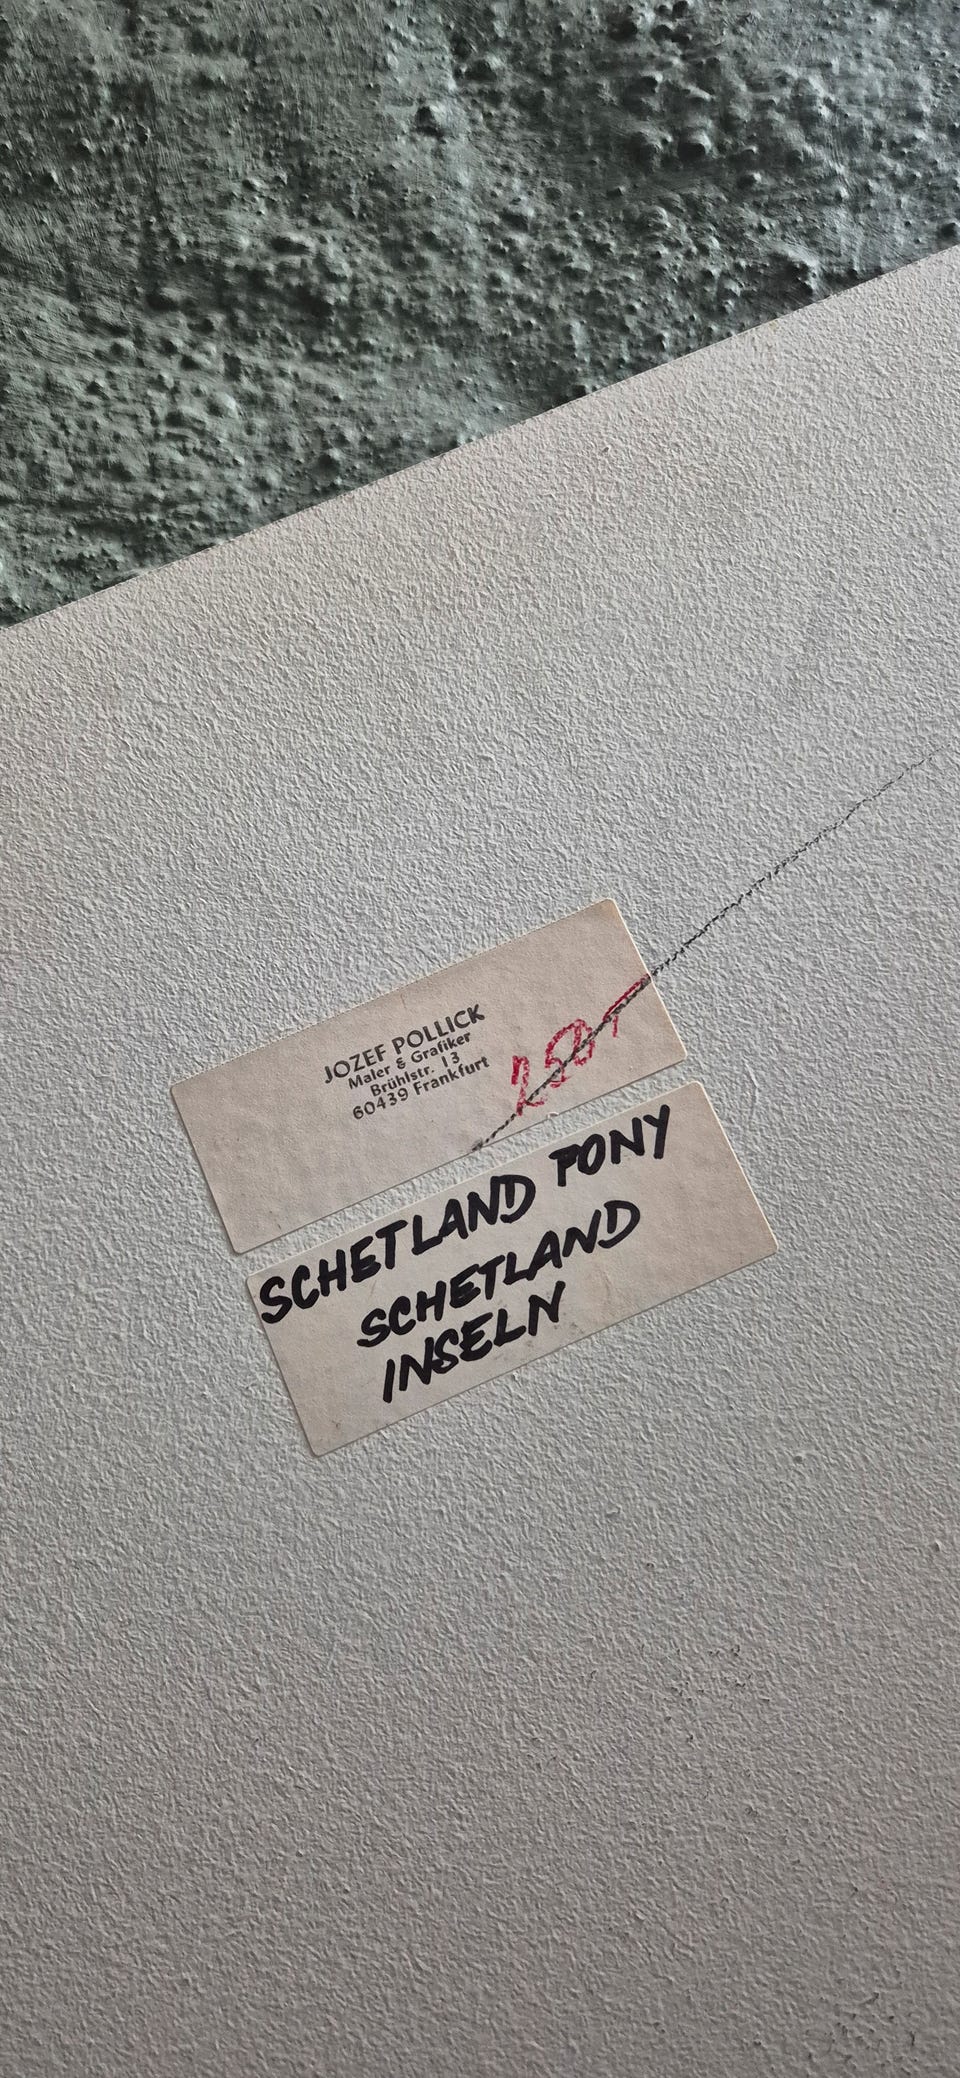 JOZEF POLLICK
Maler & Grafiker
Brühlstr. 13
60439 Frankfurt
SCHETLAND PONY
SCHETLAND
INSELN